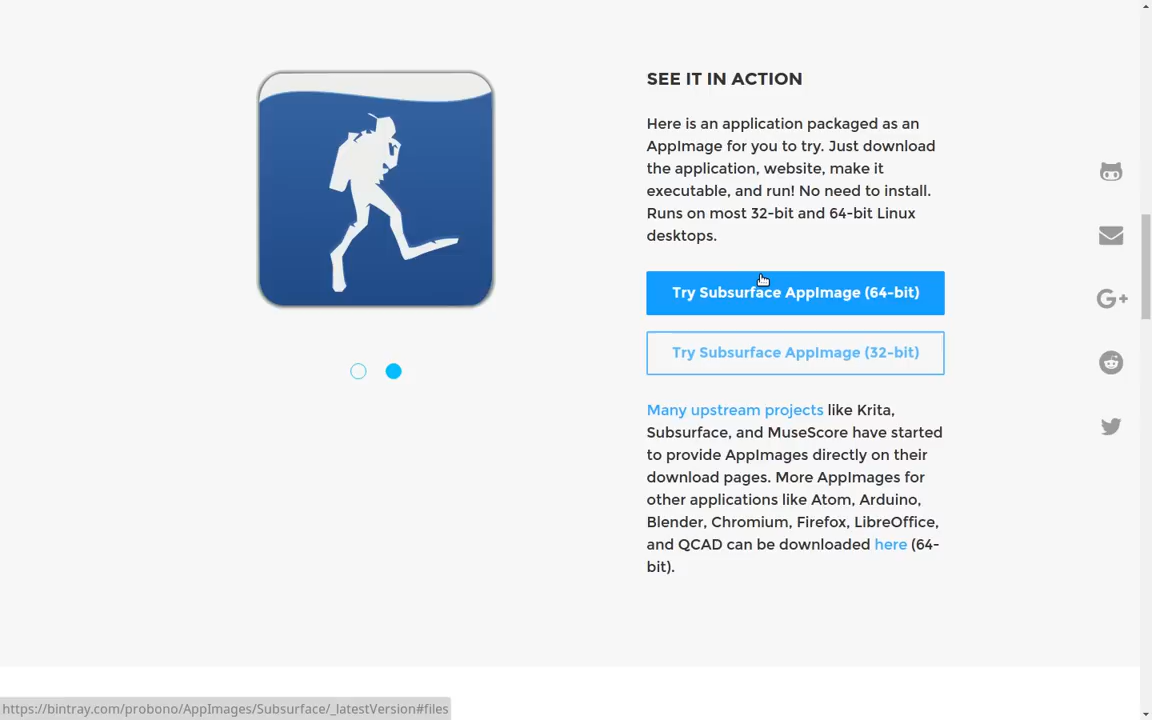 SEE IT IN ACTION
Here is an application packaged as an
AppImage for you to try. Just download
the application, website, make it
executable, and run! No need to install.
Runs on most 32-bit and 64-bit Linux
desktops.
Try Subsurface AppImage (64-bit)
Try Subsurface AppImage (32-bit)
Many upstream projects like Krita,
Subsurface, and MuseScore have started
to provide AppImages directly on their
download pages. More AppImages for
other applications like Atom, Arduino,
Blender, Chromium, Firefox, LibreOffice,
and QCAD can be downloaded here (64-
bit).
G+
https://bintray.com/probono/AppImages/Subsurface/_latestVersion#files